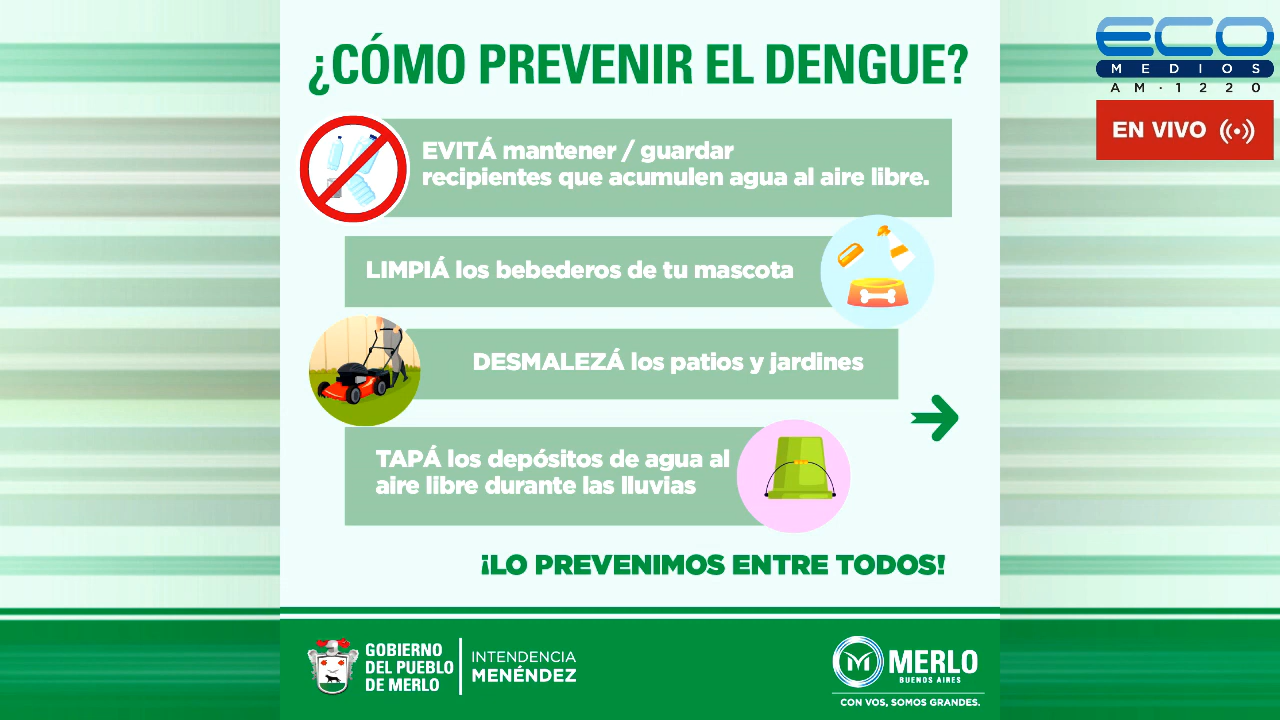 ¿CÓMO PREVENIR EL DENGUE?
EVITÁ mantener / guardar
recipientes que acumulen agua al aire libre.
LIMPIÁ los bebederos de tu mascota
DESMALEZÁ los patios y jardines
TAPÁ los depósitos de agua al
aire libre durante las lluvias
¡LO PREVENIMOS ENTRE TODOS!
GOBIERNO
DEL PUEBLO
DE MERLO
INTENDENCIA
MENÉNDEZ
MERLO
BUENOS AIRES
CON VOS, SOMOS GRANDES.
ECO
MEDIOS
AM·1220
EN VIVO